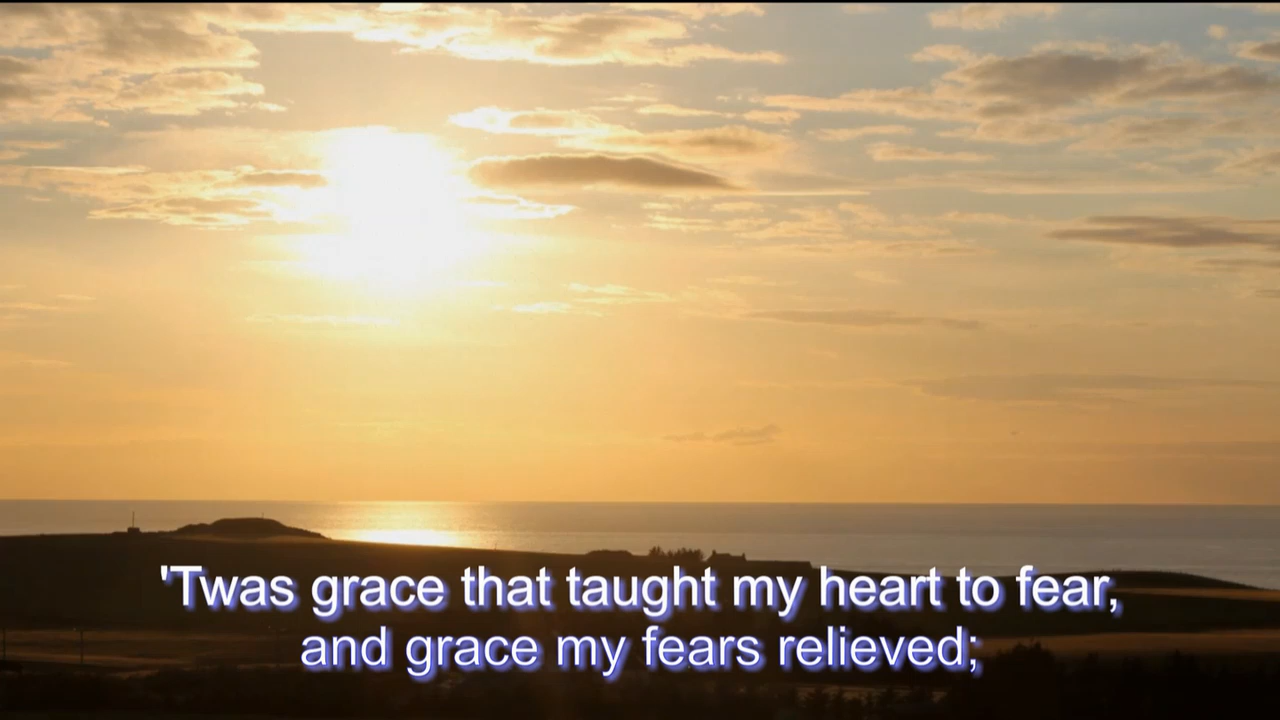 'Twas grace that taught my heart to fear,
and grace my fears relieved;